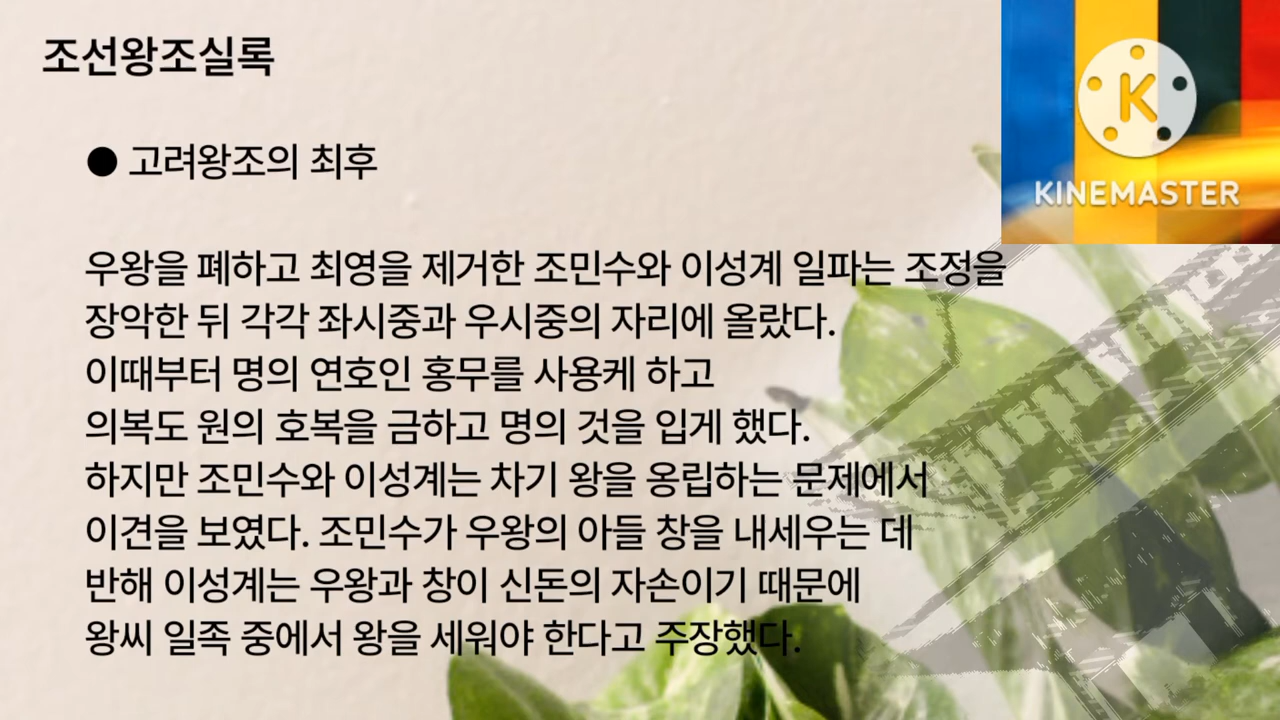 조선왕조실록
K
KINEMASTER
● 고려왕조의 최후
우왕을 폐하고 최영을 제거한 조민수와 이성계 일파는 조정을
장악한 뒤 각각 좌시중과 우시중의 자리에 올랐다.
이때부터 명의 연호인 홍무를 사용케 하고
의복도 원의 호복을 금하고 명의 것을 입게 했다.
하지만 조민수와 이성계는 차기 왕을 옹립하는 문제에서
이견을 보였다. 조민수가 우왕의 아들 창을 내세우는 데
반해 이성계는 우왕과 창이 신돈의 자손이기 때문에
왕씨 일족 중에서 왕을 세워야 한다고 주장했다.